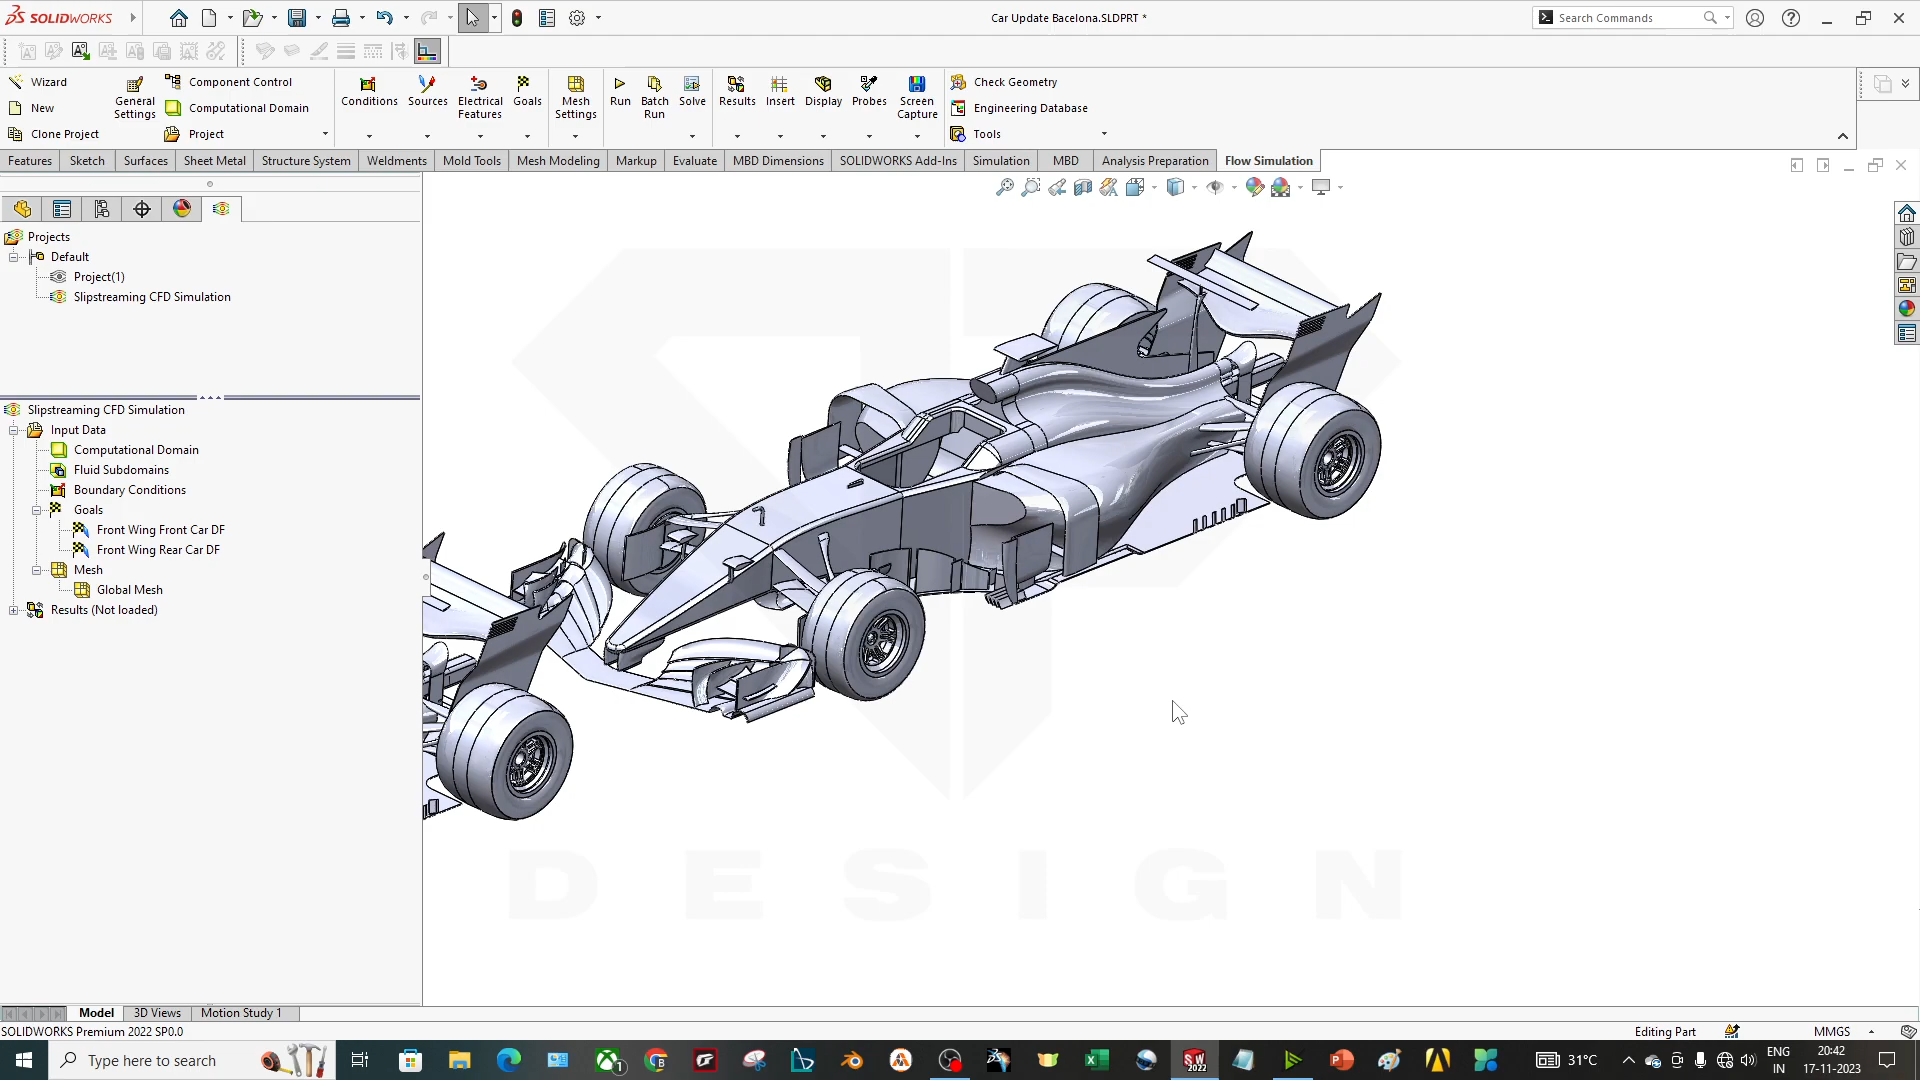 SOLIDWORKS
Car Update Bacelona.SLDPRT *
Search Commands
Wizard
New
Clone Project
General Settings
Component Control
Computational Domain
Project
Conditions
Sources
Electrical Features
Goals
Mesh Settings
Run
Batch Run
Solve
Results
Insert
Display
Probes
Screen Capture
Check Geometry
Engineering Database
Tools
Features
Sketch
Surfaces
Sheet Metal
Structure System
Weldments
Mold Tools
Mesh Modeling
Markup
Evaluate
MBD Dimensions
SOLIDWORKS Add-Ins
Simulation
MBD
Analysis Preparation
Flow Simulation
Projects
Default
Project(1)
Slipstreaming CFD Simulation
Slipstreaming CFD Simulation
Input Data
Computational Domain
Fluid Subdomains
Boundary Conditions
Goals
Front Wing Front Car DF
Front Wing Rear Car DF
Mesh
Global Mesh
Results (Not loaded)
7
DESIGN
Model
3D Views
Motion Study 1
SOLIDWORKS Premium 2022 SP0.0
Editing Part
MMGS
Type here to search
31°C
ENG
IN
20:42
17-11-2023